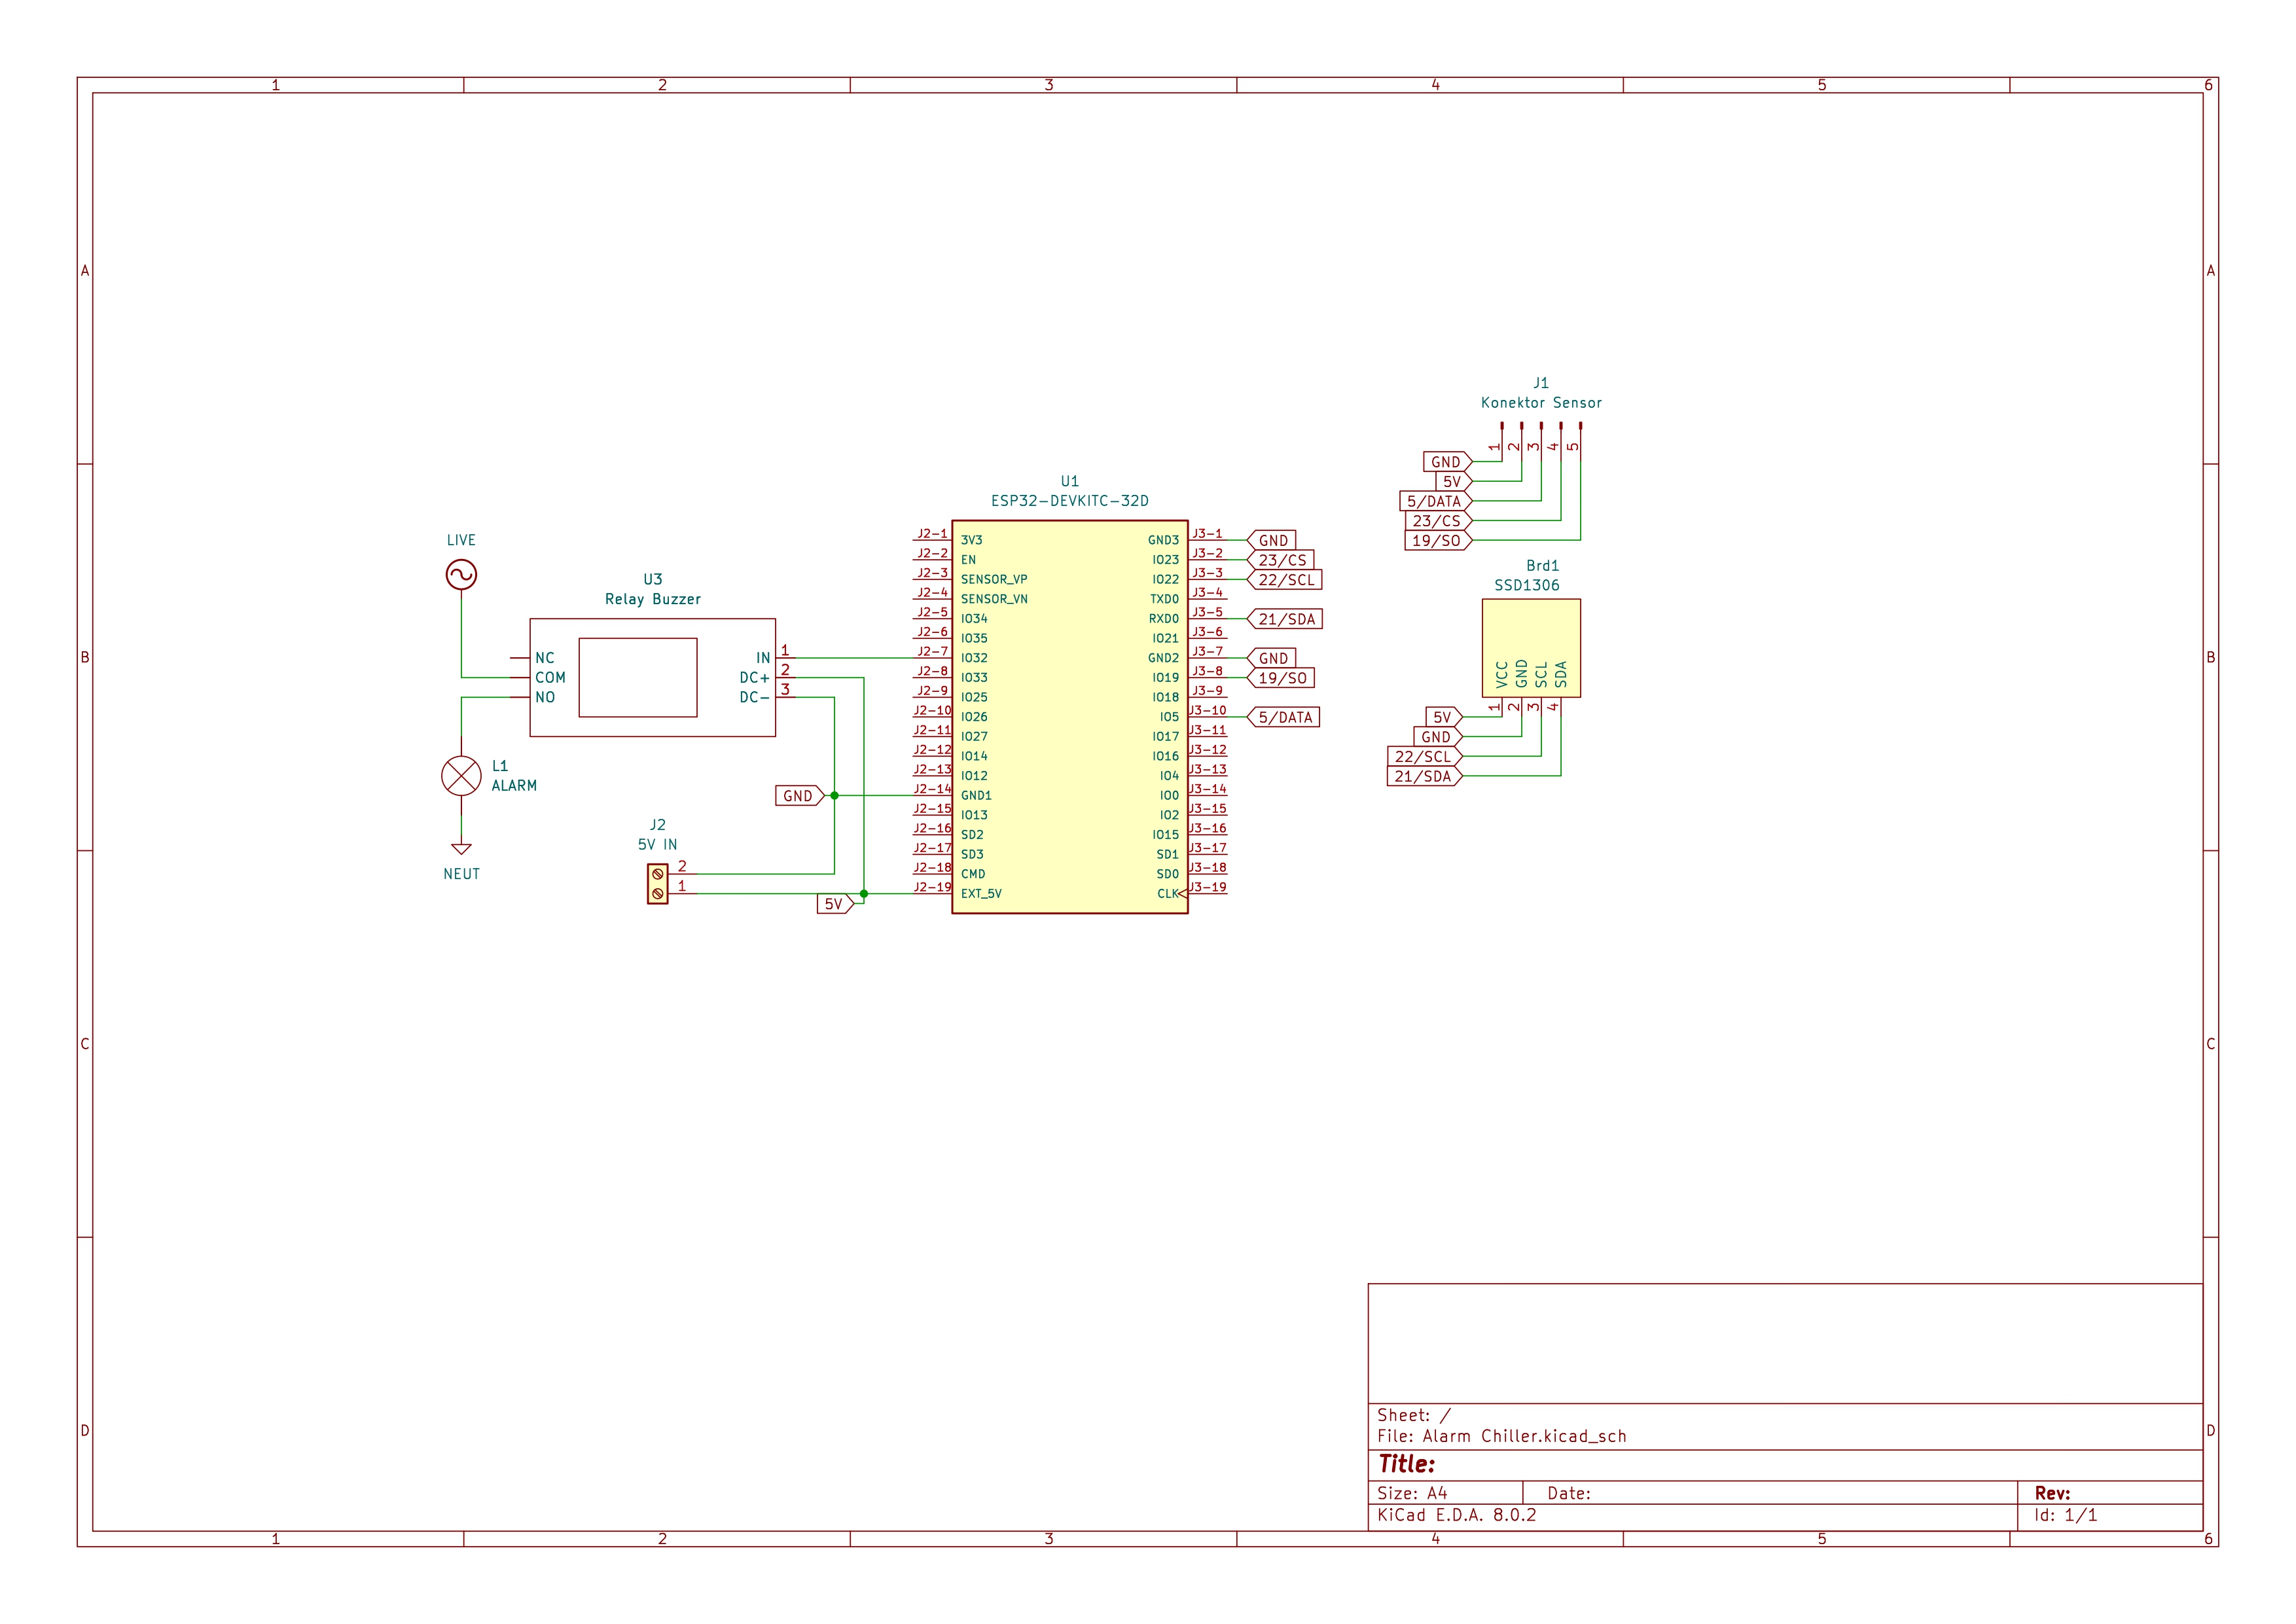 1 2 3 4 5 6
A A
B B
C C
D D
LIVE
U3
Relay Buzzer
NC
COM
NO
IN 1
DC+ 2
DC- 3
L1
ALARM
NEUT
J2
5V IN
2
1
GND
5V
U1
ESP32-DEVKITC-32D
J2-1 3V3 GND3 J3-1 GND
J2-2 EN IO23 J3-2 23/CS
J2-3 SENSOR_VP IO22 J3-3 22/SCL
J2-4 SENSOR_VN TXD0 J3-4
J2-5 IO34 RXD0 J3-5 21/SDA
J2-6 IO35 IO21 J3-6
J2-7 IO32 GND2 J3-7 GND
J2-8 IO33 IO19 J3-8 19/SO
J2-9 IO25 IO18 J3-9
J2-10 IO26 IO5 J3-10 5/DATA
J2-11 IO27 IO17 J3-11
J2-12 IO14 IO16 J3-12
J2-13 IO12 IO4 J3-13
J2-14 GND1 IO0 J3-14
J2-15 IO13 IO2 J3-15
J2-16 SD2 IO15 J3-16
J2-17 SD3 SD1 J3-17
J2-18 CMD SD0 J3-18
J2-19 EXT_5V CLK J3-19
J1
Konektor Sensor
1 2 3 4 5
GND
5V
5/DATA
23/CS
19/SO
Brd1
SSD1306
VCC GND SCL SDA
1 2 3 4
5V
GND
22/SCL
21/SDA
Sheet: /
File: Alarm Chiller.kicad_sch
Title:
Size: A4 Date: Rev:
KiCad E.D.A. 8.0.2 Id: 1/1
1 2 3 4 5 6